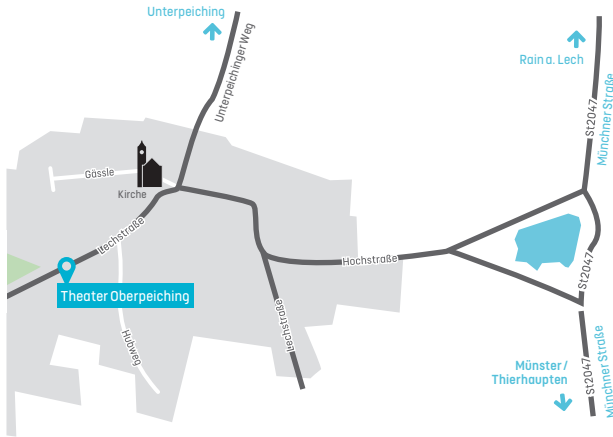 Unterpeiching
Unterpeichinger Weg
Rain a. Lech
St2047
Münchner Straße
Gässle
Kirche
Lechstraße
Theater Oberpeiching
Hochstraße
St2047
Lechstraße
Hubweg
Münster /
Thierhaupten
St2047
Münchner Straße